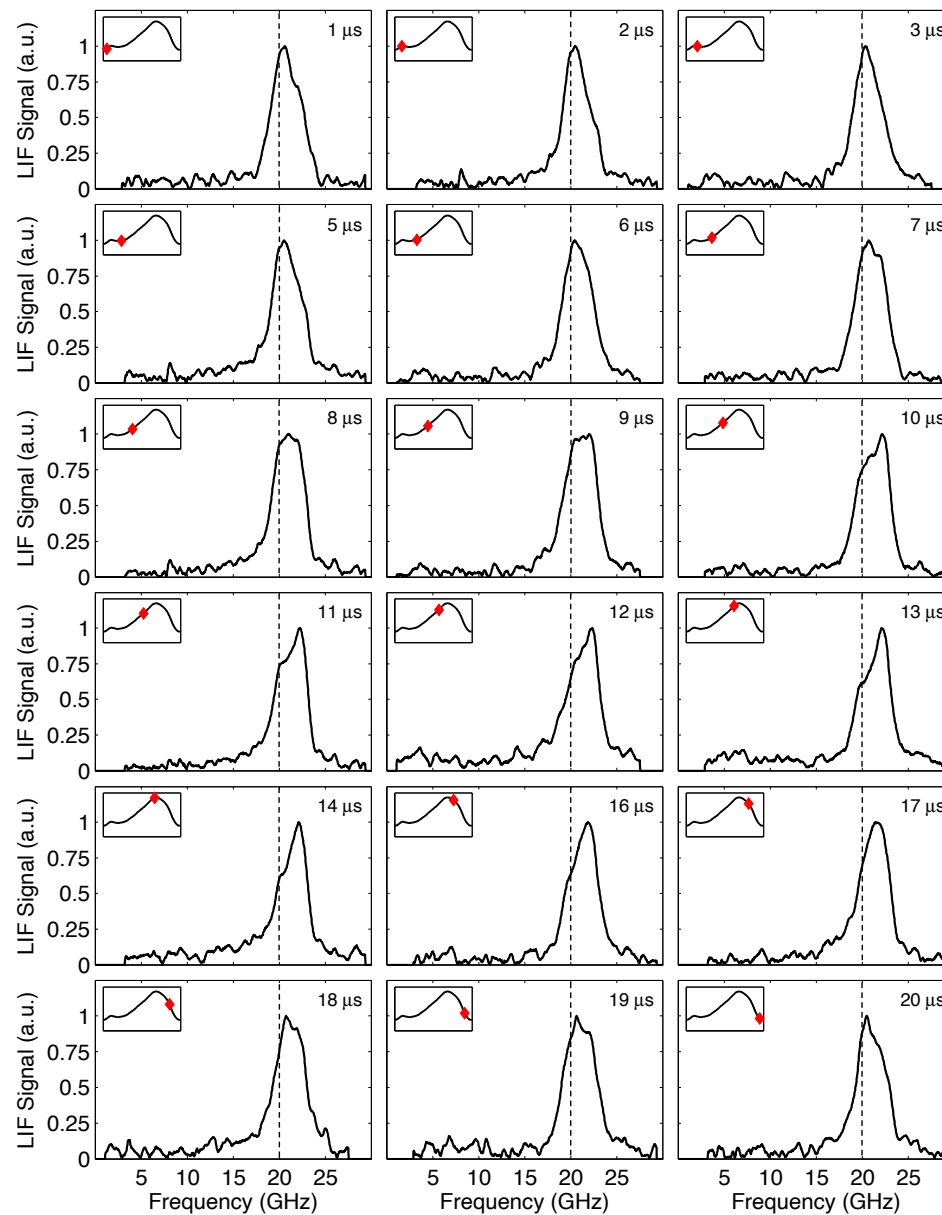 1 μs 2 μs 3 μs
LIF Signal (a.u.)
1
0.75
0.5
0.25
0
5 μs 6 μs 7 μs
LIF Signal (a.u.)
1
0.75
0.5
0.25
0
8 μs 9 μs 10 μs
LIF Signal (a.u.)
1
0.75
0.5
0.25
0
11 μs 12 μs 13 μs
LIF Signal (a.u.)
1
0.75
0.5
0.25
0
14 μs 16 μs 17 μs
LIF Signal (a.u.)
1
0.75
0.5
0.25
0
18 μs 19 μs 20 μs
LIF Signal (a.u.)
1
0.75
0.5
0.25
0
5 10 15 20 25 5 10 15 20 25 5 10 15 20 25
Frequency (GHz) Frequency (GHz) Frequency (GHz)